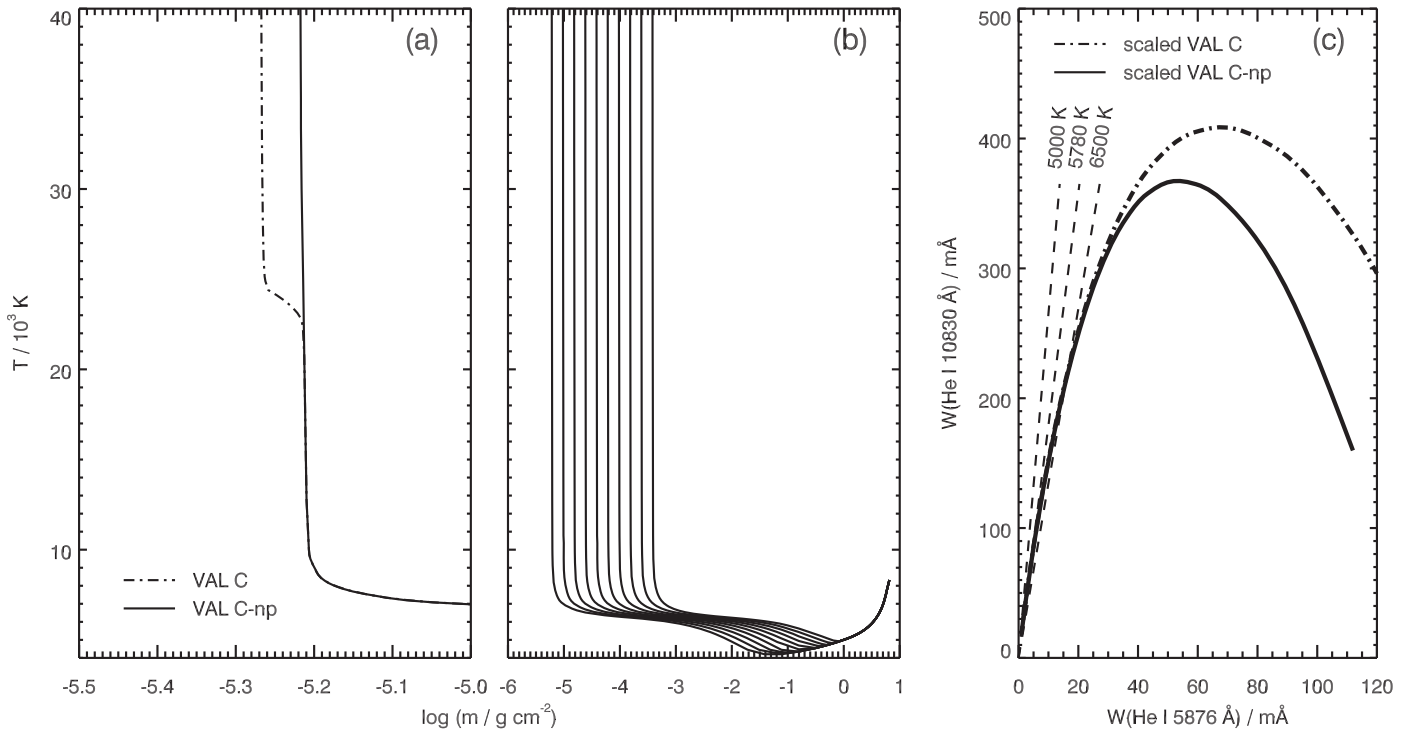 (a)
40
30
20
10
T / 10³ K
VAL C
VAL C-np
-5.5 -5.4 -5.3 -5.2 -5.1 -5.0
(b)
-6 -5 -4 -3 -2 -1 0 1
log (m / g cm⁻²)
(c)
scaled VAL C
scaled VAL C-np
5000 K
5780 K
6500 K
500
400
300
200
100
0
W(He I 10830 Å) / mÅ
0 20 40 60 80 100 120
W(He I 5876 Å) / mÅ